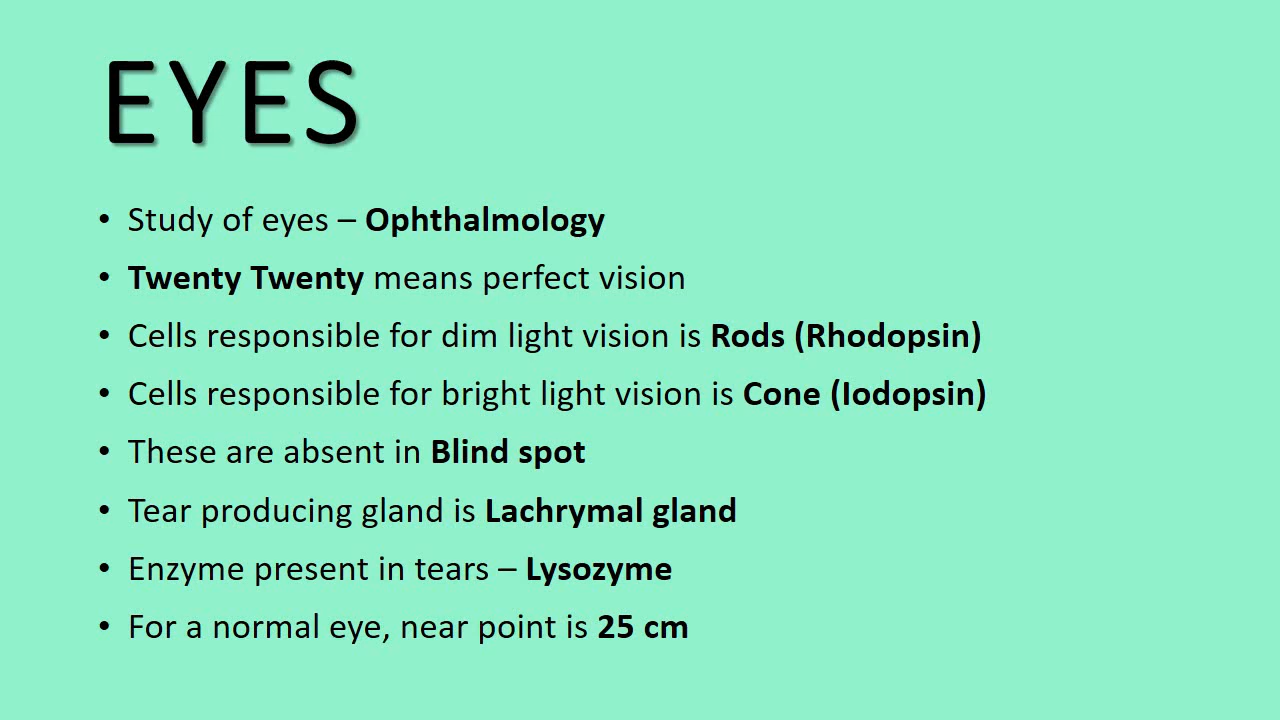 EYES
• Study of eyes – Ophthalmology
• Twenty Twenty means perfect vision
• Cells responsible for dim light vision is Rods (Rhodopsin)
• Cells responsible for bright light vision is Cone (Iodopsin)
• These are absent in Blind spot
• Tear producing gland is Lachrymal gland
• Enzyme present in tears – Lysozyme
• For a normal eye, near point is 25 cm